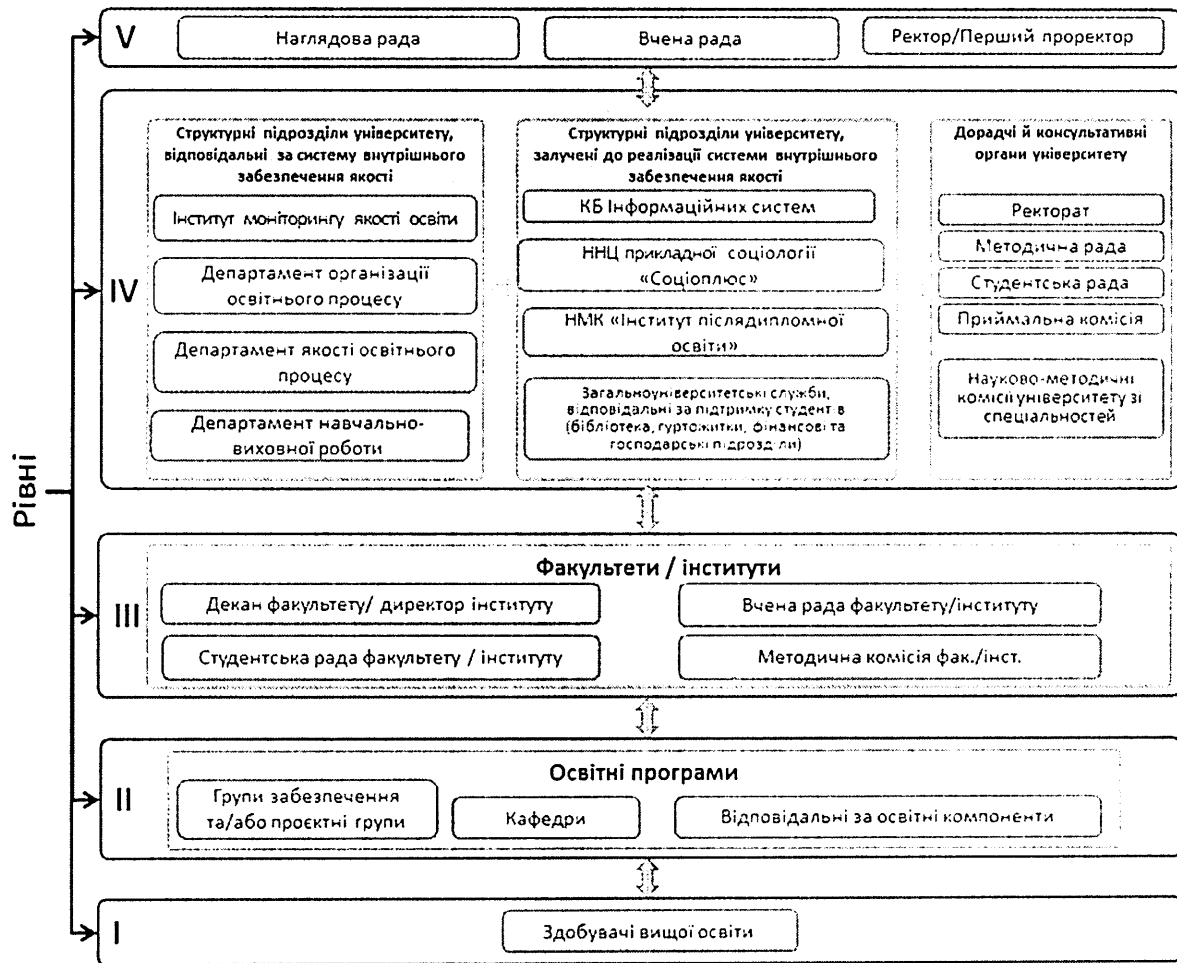 Рівні
V
Наглядова рада
Вчена рада
Ректор/Перший проректор
IV
Структурні підрозділи університету,
відповідальні за систему внутрішнього
забезпечення якості
Інститут моніторингу якості освіти
Департамент організації
освітнього процесу
Департамент якості освітнього
процесу
Департамент навчально-
виховної роботи
Структурні підрозділи університету,
залучені до реалізації системи внутрішнього
забезпечення якості
КБ Інформаційних систем
ННЦ прикладної соціології
«Соціоплюс»
НМК «Інститут післядипломної
освіти»
Загальноуніверситетські служби,
відповідальні за підтримку студентів
(бібліотека, гуртожитки, фінансові та
господарські підрозділи)
Дорадчі й консультативні
органи університету
Ректорат
Методична рада
Студентська рада
Приймальна комісія
Науково-методичні
комісії університету зі
спеціальностей
III
Факультети / інститути
Декан факультету/ директор інституту
Вчена рада факультету/інституту
Студентська рада факультету / інституту
Методична комісія фак./інст.
II
Освітні програми
Групи забезпечення
та/або проєктні групи
Кафедри
Відповідальні за освітні компоненти
I
Здобувачі вищої освіти